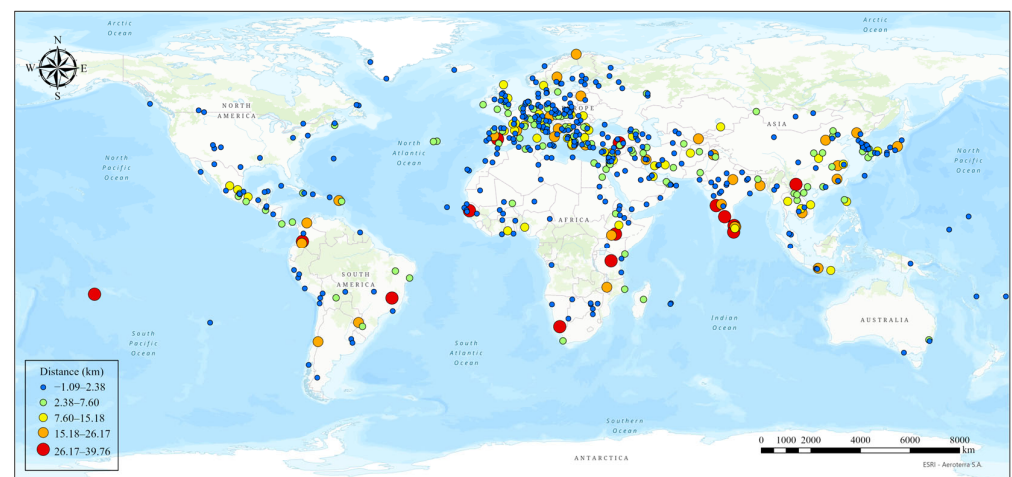 Arctic
Ocean
Arctic
Ocean
N
W
E
S
NORTH
AMERICA
EUROPE
ASIA
North
Pacific
Ocean
North
Atlantic
Ocean
North
Pacific
Ocean
AFRICA
SOUTH
AMERICA
Indian
Ocean
AUSTRALIA
South
Pacific
Ocean
South
Atlantic
Ocean
Distance (km)
−1.09–2.38
2.38–7.60
7.60–15.18
15.18–26.17
26.17–39.76
Southern
Ocean
0 1000 2000 4000 6000 8000
km
ANTARCTICA
ESRI - Aeroterra S.A.